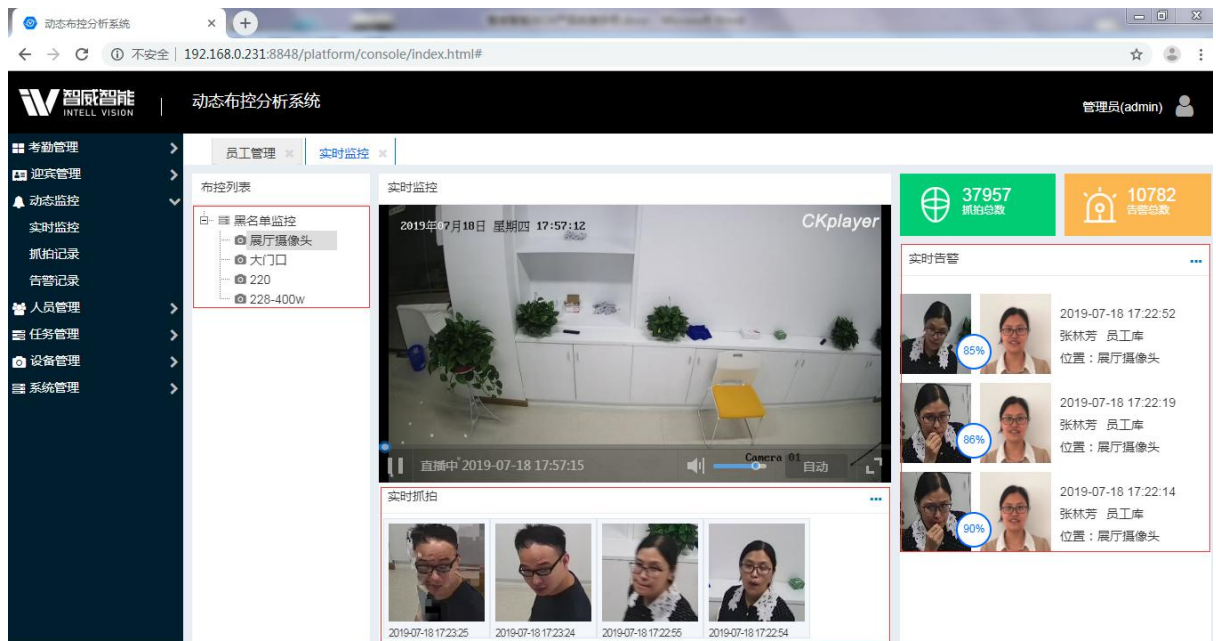 动态布控分析系统
不安全
192.168.0.231:8848/platform/console/index.html#
智威智能
INTELL VISION
动态布控分析系统
管理员(admin)
考勤管理
迎宾管理
动态监控
实时监控
抓拍记录
告警记录
人员管理
任务管理
设备管理
系统管理
员工管理
实时监控
布控列表
黑名单监控
展厅摄像头
大门口
220
228-400w
实时监控
2019年07月18日 星期四 17:57:12
CKplayer
Camera 01
直播中 2019-07-18 17:57:15
自动
实时抓拍
2019-07-18 17:23:25
2019-07-18 17:23:24
2019-07-18 17:22:55
2019-07-18 17:22:54
37957
抓拍总数
10782
告警总数
实时告警
85%
2019-07-18 17:22:52
张林芳 员工库
位置：展厅摄像头
86%
2019-07-18 17:22:19
张林芳 员工库
位置：展厅摄像头
90%
2019-07-18 17:22:14
张林芳 员工库
位置：展厅摄像头